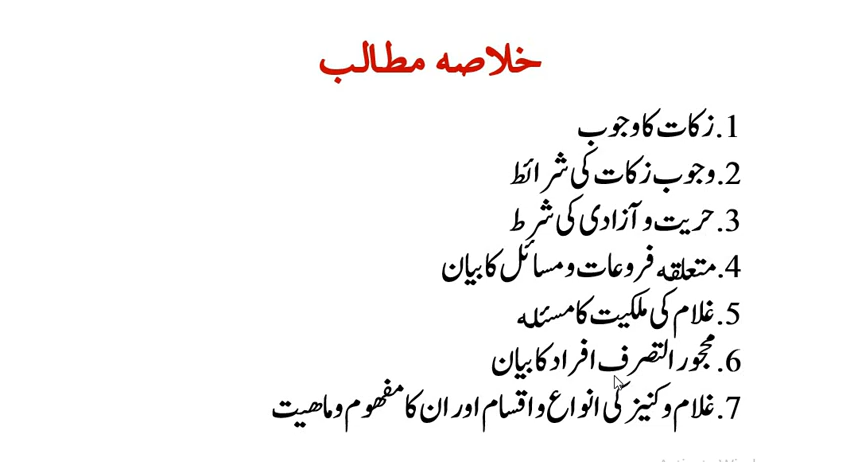 خلاصہ مطالب
1. زکات کا وجوب
2. وجوب زکات کی شرائط
3. حریت و آزادی کی شرط
4. متعلقہ فروعات و مسائل کا بیان
5. غلام کی ملکیت کا مسئلہ
6. مجور التصرف افراد کا بیان
7. غلام و کنیز کی انواع و اقسام اور ان کا مفھوم و ماھیت